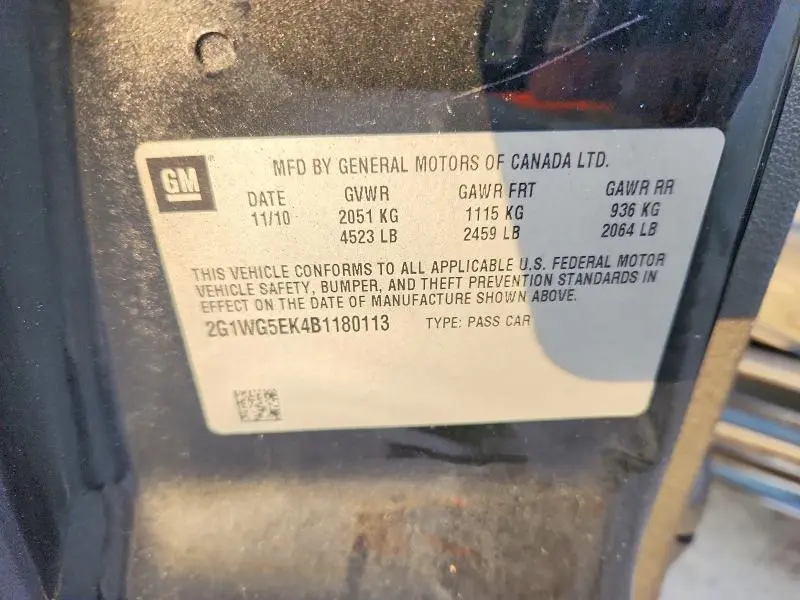 GM
MFD BY GENERAL MOTORS OF CANADA LTD.
DATE GVWR GAWR FRT GAWR RR
11/10 2051 KG 1115 KG 936 KG
4523 LB 2459 LB 2064 LB
THIS VEHICLE CONFORMS TO ALL APPLICABLE U.S. FEDERAL MOTOR
VEHICLE SAFETY, BUMPER, AND THEFT PREVENTION STANDARDS IN
EFFECT ON THE DATE OF MANUFACTURE SHOWN ABOVE.
2G1WG5EK4B1180113 TYPE: PASS CAR